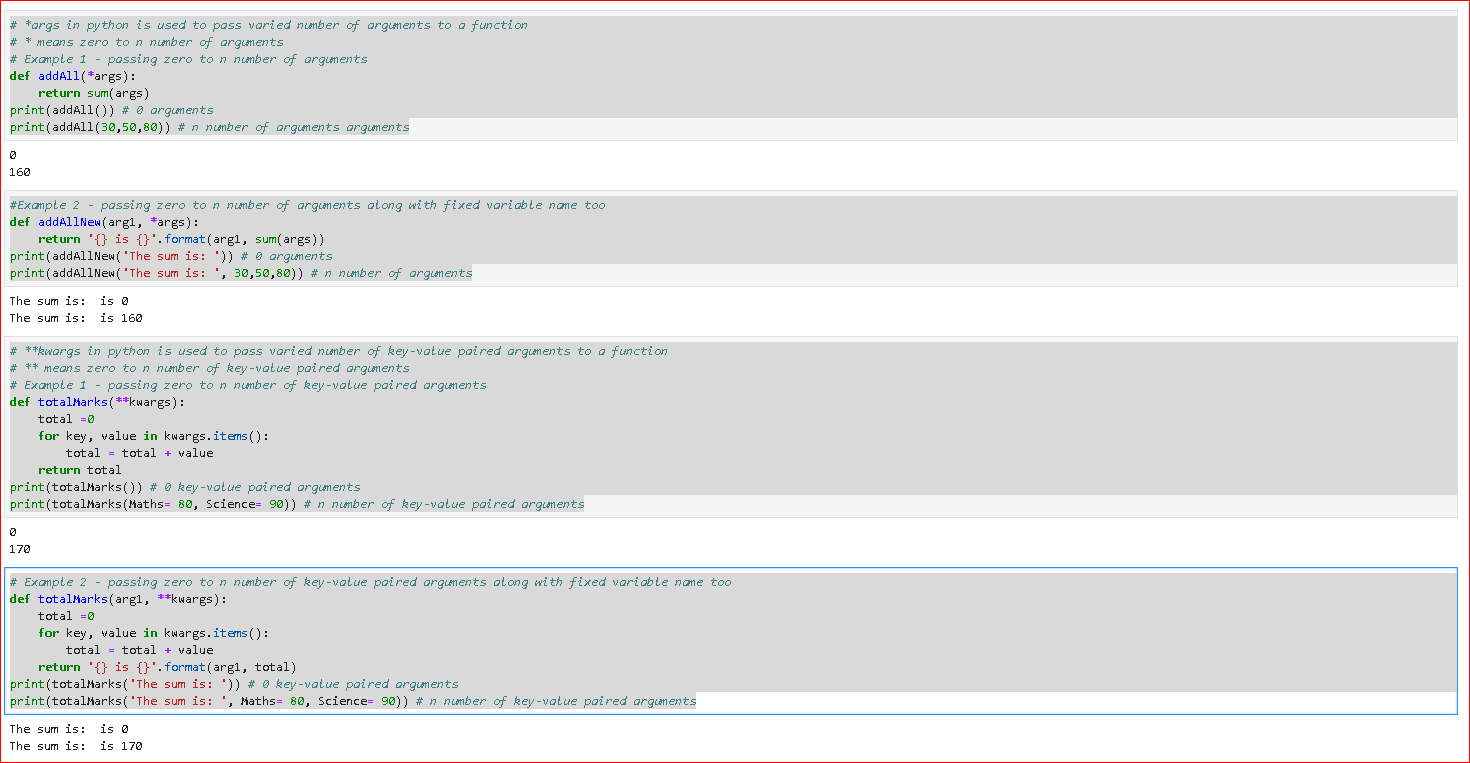 # *args in python is used to pass varied number of arguments to a function
# * means zero to n number of arguments
# Example 1 - passing zero to n number of arguments
def addAll(*args):
    return sum(args)
print(addAll()) # 0 arguments
print(addAll(30,50,80)) # n number of arguments arguments
0
160
#Example 2 - passing zero to n number of arguments along with fixed variable name too
def addAllNew(arg1, *args):
    return '{} is {}'.format(arg1, sum(args))
print(addAllNew('The sum is: ')) # 0 arguments
print(addAllNew('The sum is: ', 30,50,80)) # n number of arguments
The sum is:  is 0
The sum is:  is 160
# **kwargs in python is used to pass varied number of key-value paired arguments to a function
# ** means zero to n number of key-value paired arguments
# Example 1 - passing zero to n number of key-value paired arguments
def totalMarks(**kwargs):
    total =0
    for key, value in kwargs.items():
        total = total + value
    return total
print(totalMarks()) # 0 key-value paired arguments
print(totalMarks(Maths= 80, Science= 90)) # n number of key-value paired arguments
0
170
# Example 2 - passing zero to n number of key-value paired arguments along with fixed variable name too
def totalMarks(arg1, **kwargs):
    total =0
    for key, value in kwargs.items():
        total = total + value
    return '{} is {}'.format(arg1, total)
print(totalMarks('The sum is: ')) # 0 key-value paired arguments
print(totalMarks('The sum is: ', Maths= 80, Science= 90)) # n number of key-value paired arguments
The sum is:  is 0
The sum is:  is 170